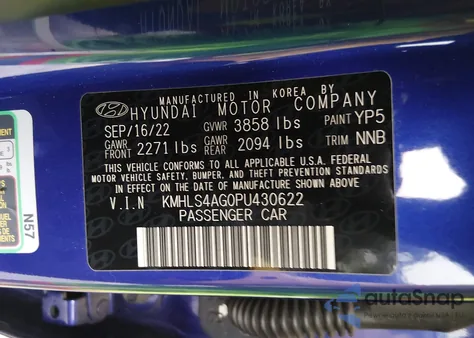 MANUFACTURED IN KOREA BY
HYUNDAI MOTOR COMPANY
SEP/16/22 GVWR 3858 lbs PAINT YP5
GAWR FRONT 2271 lbs GAWR REAR 2094 lbs TRIM NNB
THIS VEHICLE CONFORMS TO ALL APPLICABLE U.S.A. FEDERAL
MOTOR VEHICLE SAFETY, BUMPER, AND THEFT PREVENTION STANDARDS
IN EFFECT ON THE DATE OF MANUFACTURE SHOWN ABOVE.
V.I.N KMHLS4AG0PU430622
PASSENGER CAR
N57
autoSnap